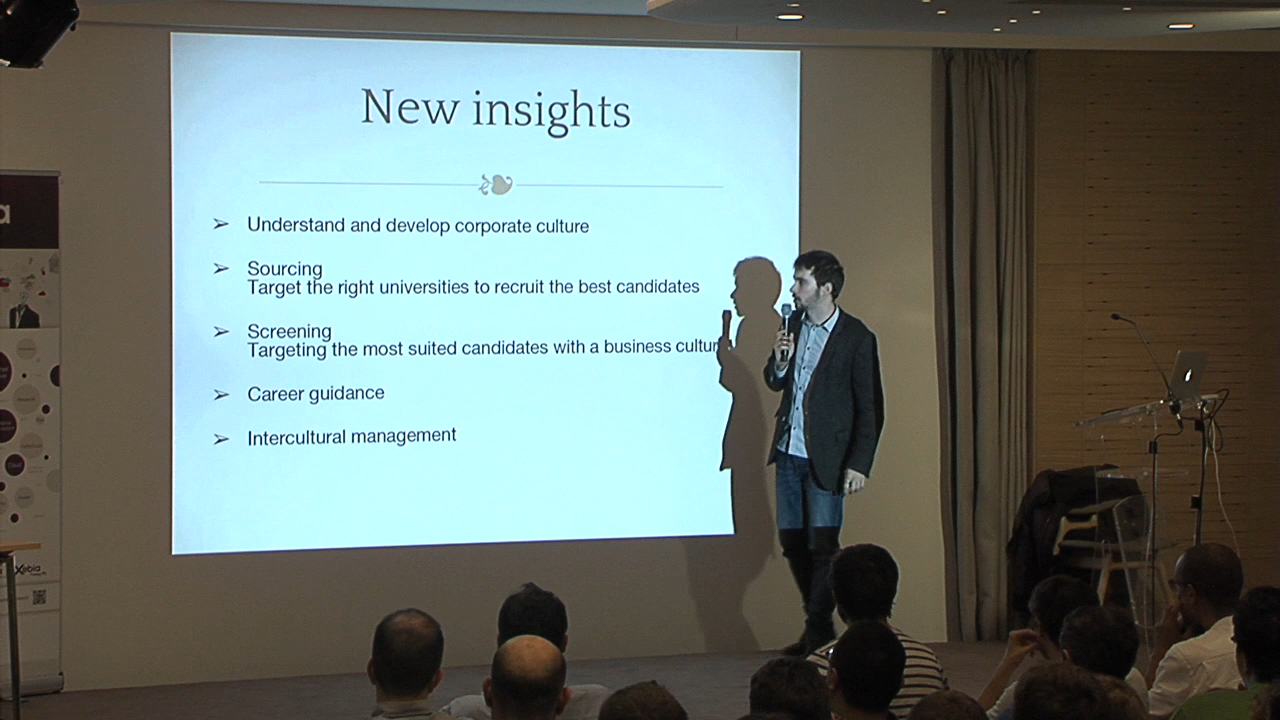 New insights
➢ Understand and develop corporate culture
➢ Sourcing
Target the right universities to recruit the best candidates
➢ Screening
Targeting the most suited candidates with a business cultur
➢ Career guidance
➢ Intercultural management
a
Xebia